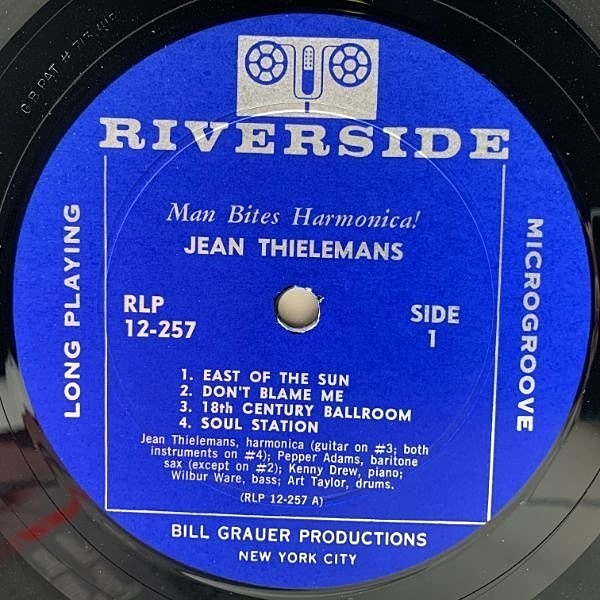 RIVERSIDE
Man Bites Harmonica!
JEAN THIELEMANS
LONG PLAYING
MICROGROOVE
RLP
12-257
SIDE
1
1. EAST OF THE SUN
2. DON'T BLAME ME
3. 18th CENTURY BALLROOM
4. SOUL STATION
Jean Thielemans, harmonica (guitar on #3; both
instruments on #4); Pepper Adams, baritone
sax (except on #2); Kenny Drew, piano;
Wilbur Ware, bass; Art Taylor, drums.
(RLP 12-257 A)
BILL GRAUER PRODUCTIONS
NEW YORK CITY